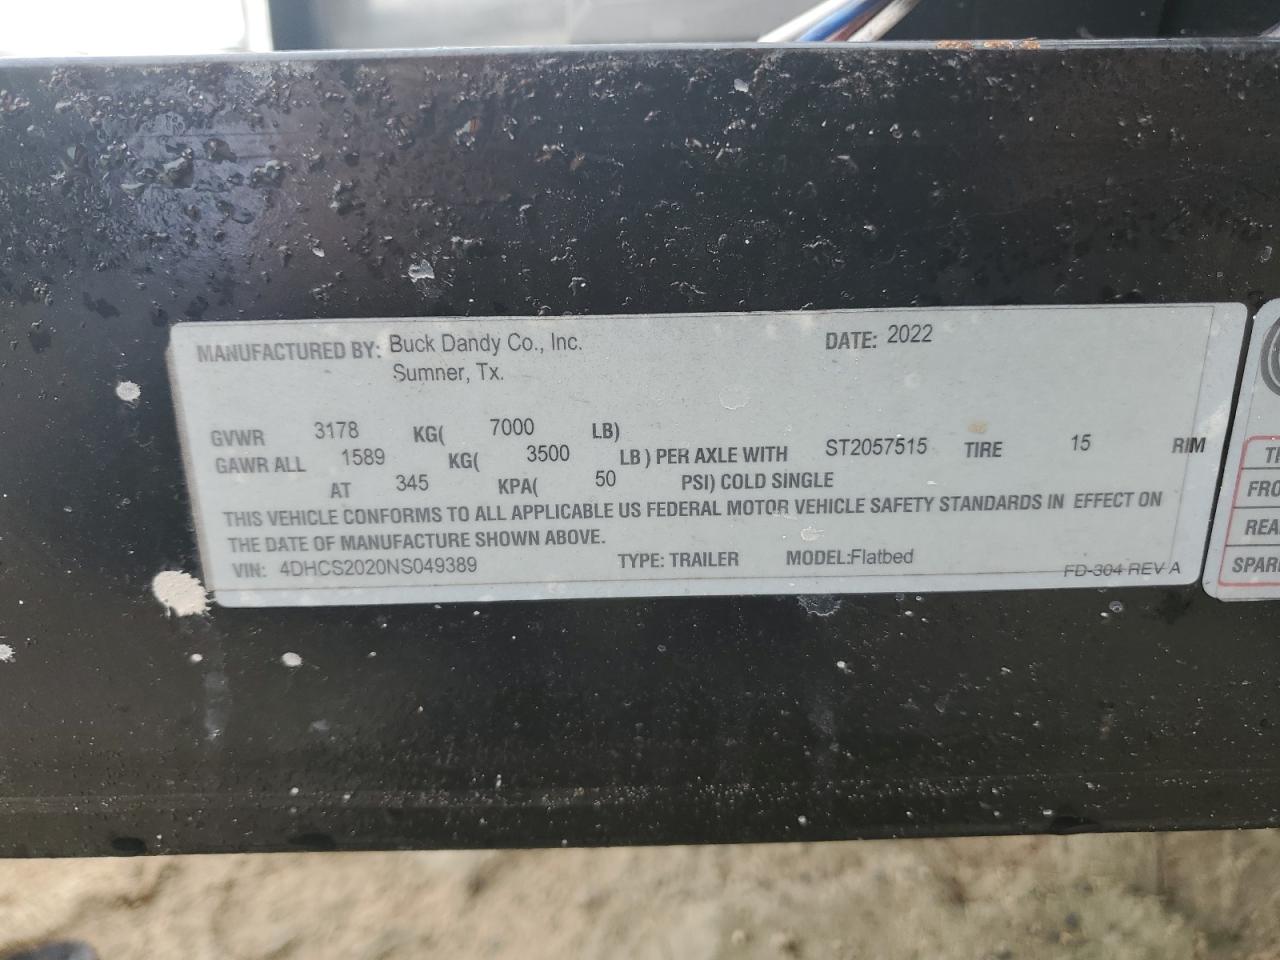 MANUFACTURED BY: Buck Dandy Co., Inc. DATE: 2022
Sumner, Tx.
GVWR 3178 KG( 7000 LB)
GAWR ALL 1589 KG( 3500 LB) PER AXLE WITH ST2057515 TIRE 15 RIM
AT 345 KPA( 50 PSI) COLD SINGLE
THIS VEHICLE CONFORMS TO ALL APPLICABLE US FEDERAL MOTOR VEHICLE SAFETY STANDARDS IN EFFECT ON
THE DATE OF MANUFACTURE SHOWN ABOVE.
VIN: 4DHCS2020NS049389 TYPE: TRAILER MODEL:Flatbed
FD-304 REV A
SPARE